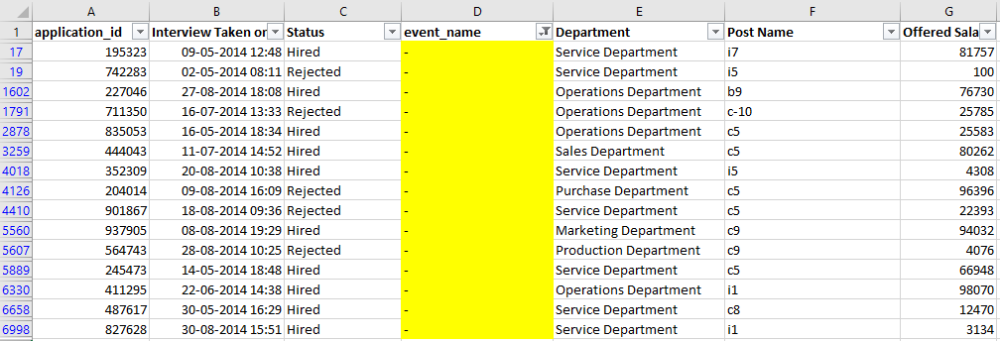 A B C D E F G
1 application_id Interview Taken on Status event_name Department Post Name Offered Sala
17 195323 09-05-2014 12:48 Hired - Service Department i7 81757
19 742283 02-05-2014 08:11 Rejected - Service Department i5 100
1602 227046 27-08-2014 18:08 Hired - Operations Department b9 76730
1791 711350 16-07-2014 13:33 Rejected - Operations Department c-10 25785
2878 835053 16-05-2014 18:34 Hired - Operations Department c5 25583
3259 444043 11-07-2014 14:52 Hired - Sales Department c5 80262
4018 352309 20-08-2014 10:38 Hired - Service Department i5 4308
4126 204014 09-08-2014 16:09 Rejected - Purchase Department c5 96396
4410 901867 18-08-2014 09:36 Rejected - Service Department c5 22393
5560 937905 08-08-2014 19:29 Hired - Marketing Department c9 94032
5607 564743 28-08-2014 10:25 Rejected - Production Department c9 4076
5889 245473 14-05-2014 18:48 Hired - Service Department c5 66948
6330 411295 22-06-2014 14:38 Hired - Operations Department i1 98070
6658 487617 30-05-2014 16:29 Hired - Service Department c8 12470
6998 827628 30-08-2014 15:51 Hired - Service Department i1 3134